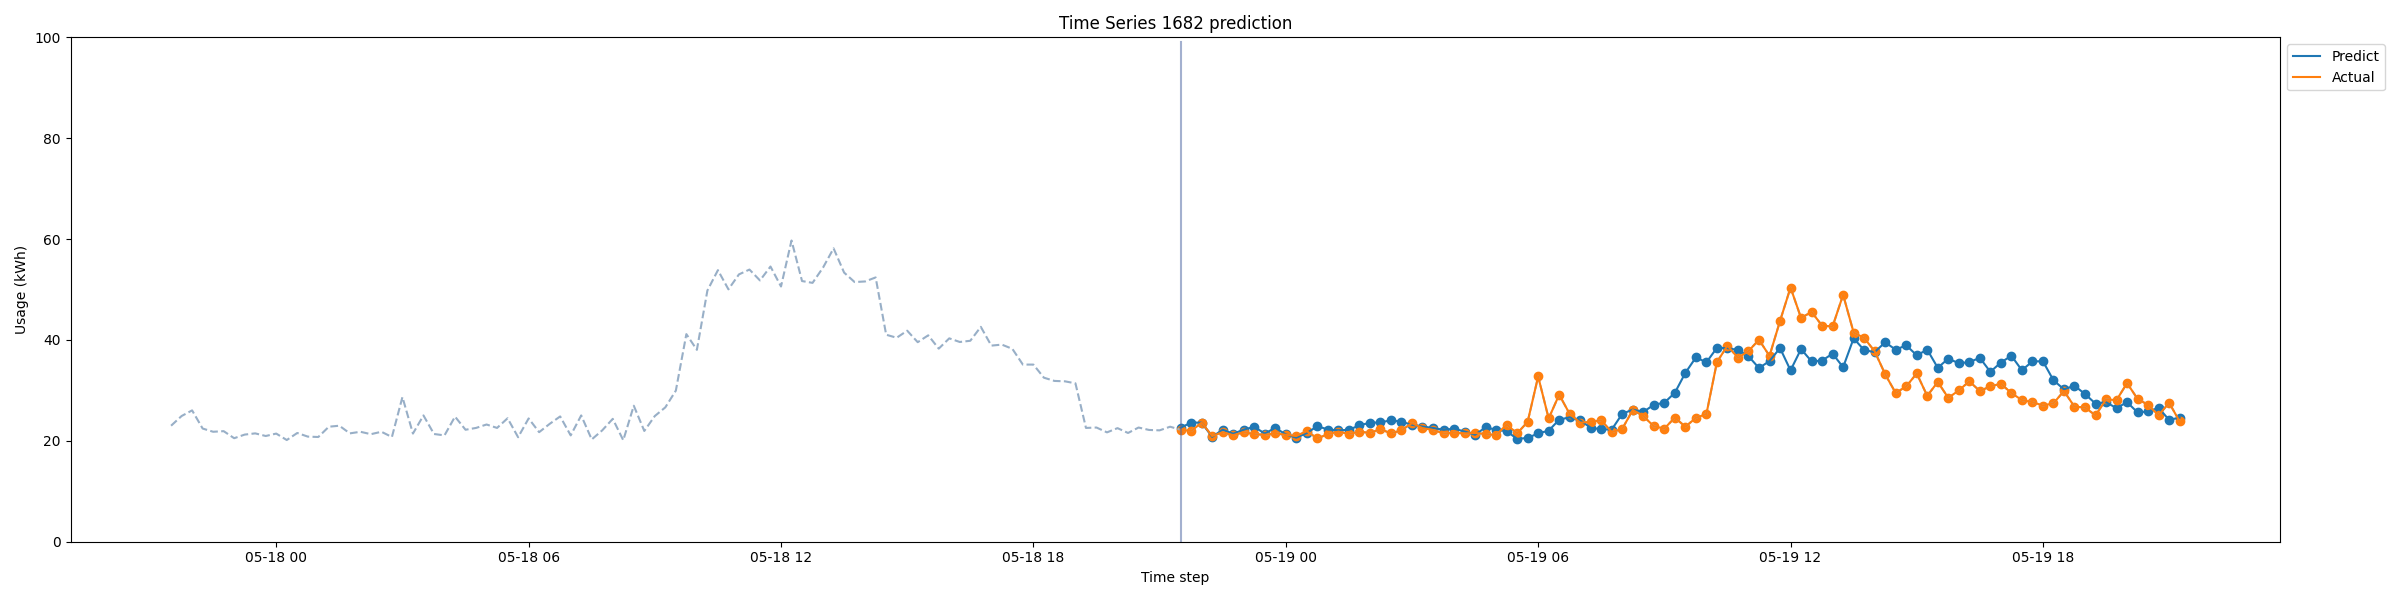 Time Series 1682 prediction
Predict
Actual
100
80
60
40
20
0
Usage (kWh)
05-18 00
05-18 06
05-18 12
05-18 18
05-19 00
05-19 06
05-19 12
05-19 18
Time step